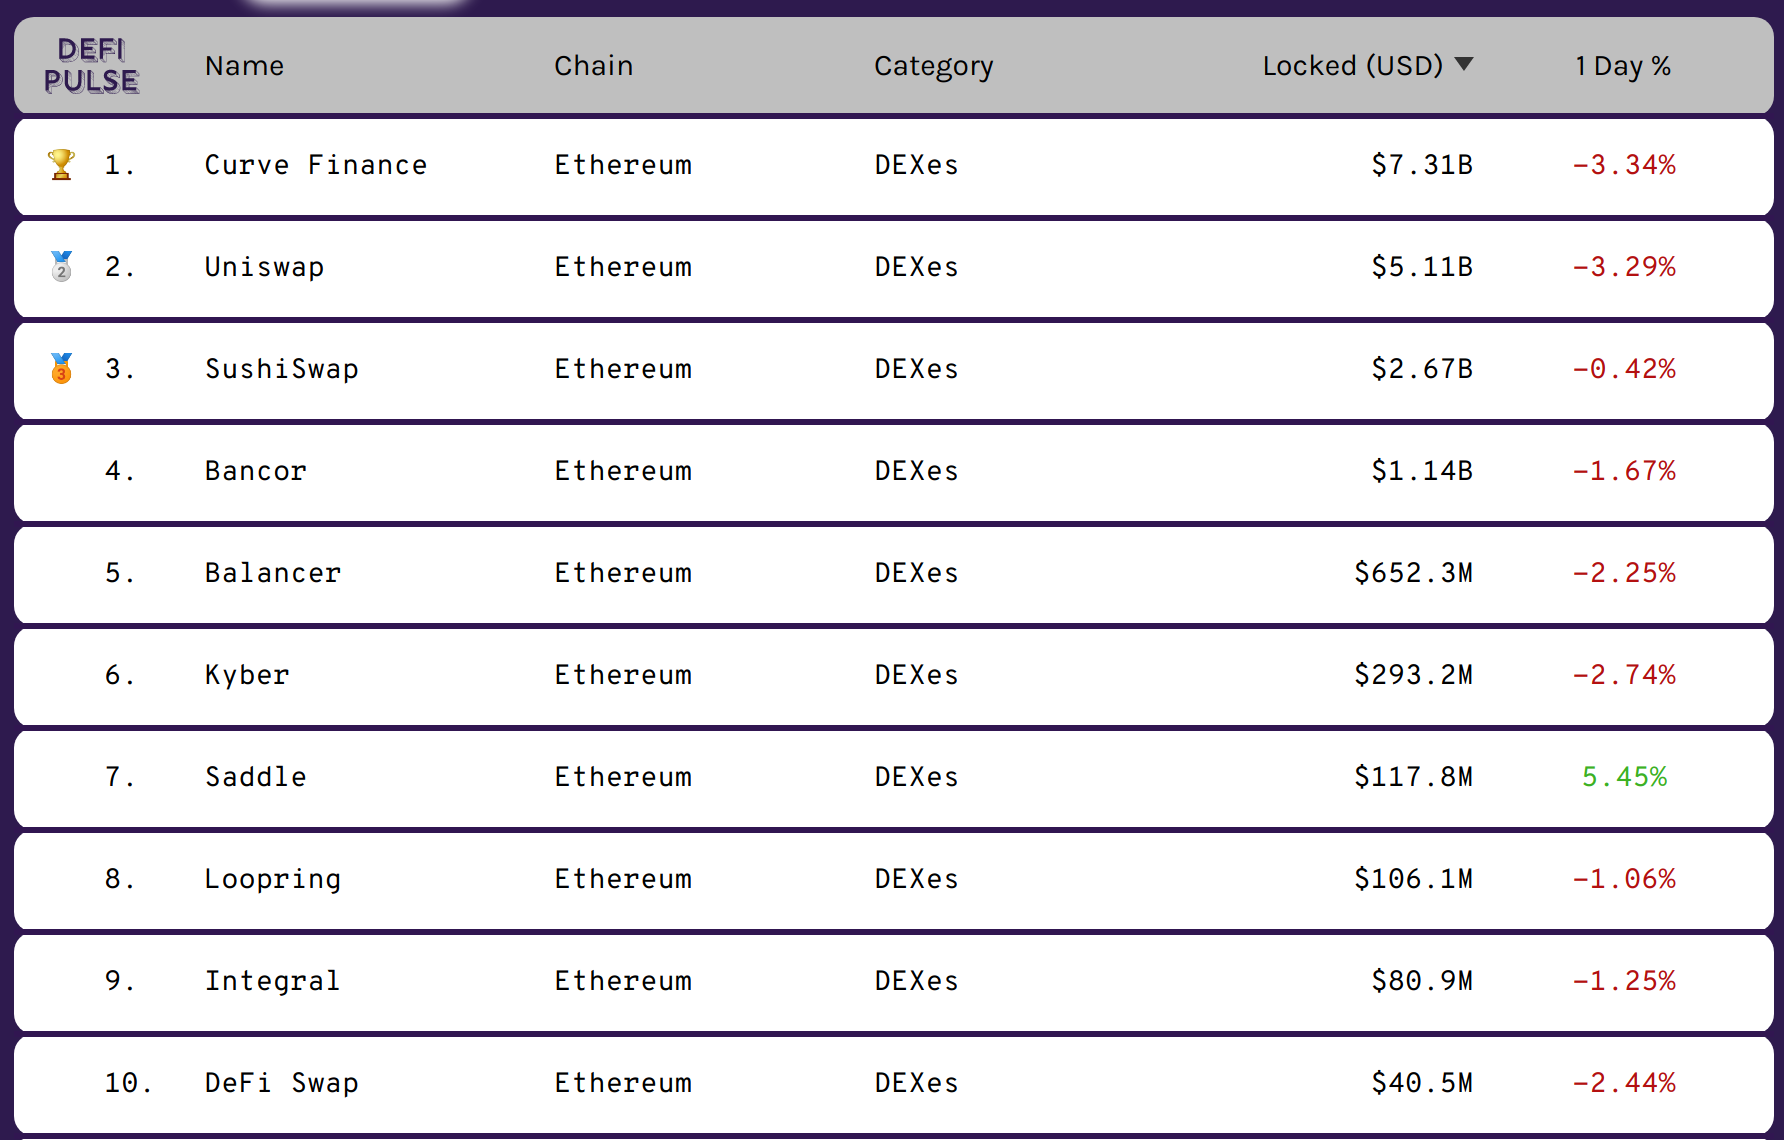 DEFI PULSE Name Chain Category Locked (USD) ▼ 1 Day %
1. Curve Finance Ethereum DEXes $7.31B -3.34%
2 2. Uniswap Ethereum DEXes $5.11B -3.29%
3 3. SushiSwap Ethereum DEXes $2.67B -0.42%
4. Bancor Ethereum DEXes $1.14B -1.67%
5. Balancer Ethereum DEXes $652.3M -2.25%
6. Kyber Ethereum DEXes $293.2M -2.74%
7. Saddle Ethereum DEXes $117.8M 5.45%
8. Loopring Ethereum DEXes $106.1M -1.06%
9. Integral Ethereum DEXes $80.9M -1.25%
10. DeFi Swap Ethereum DEXes $40.5M -2.44%